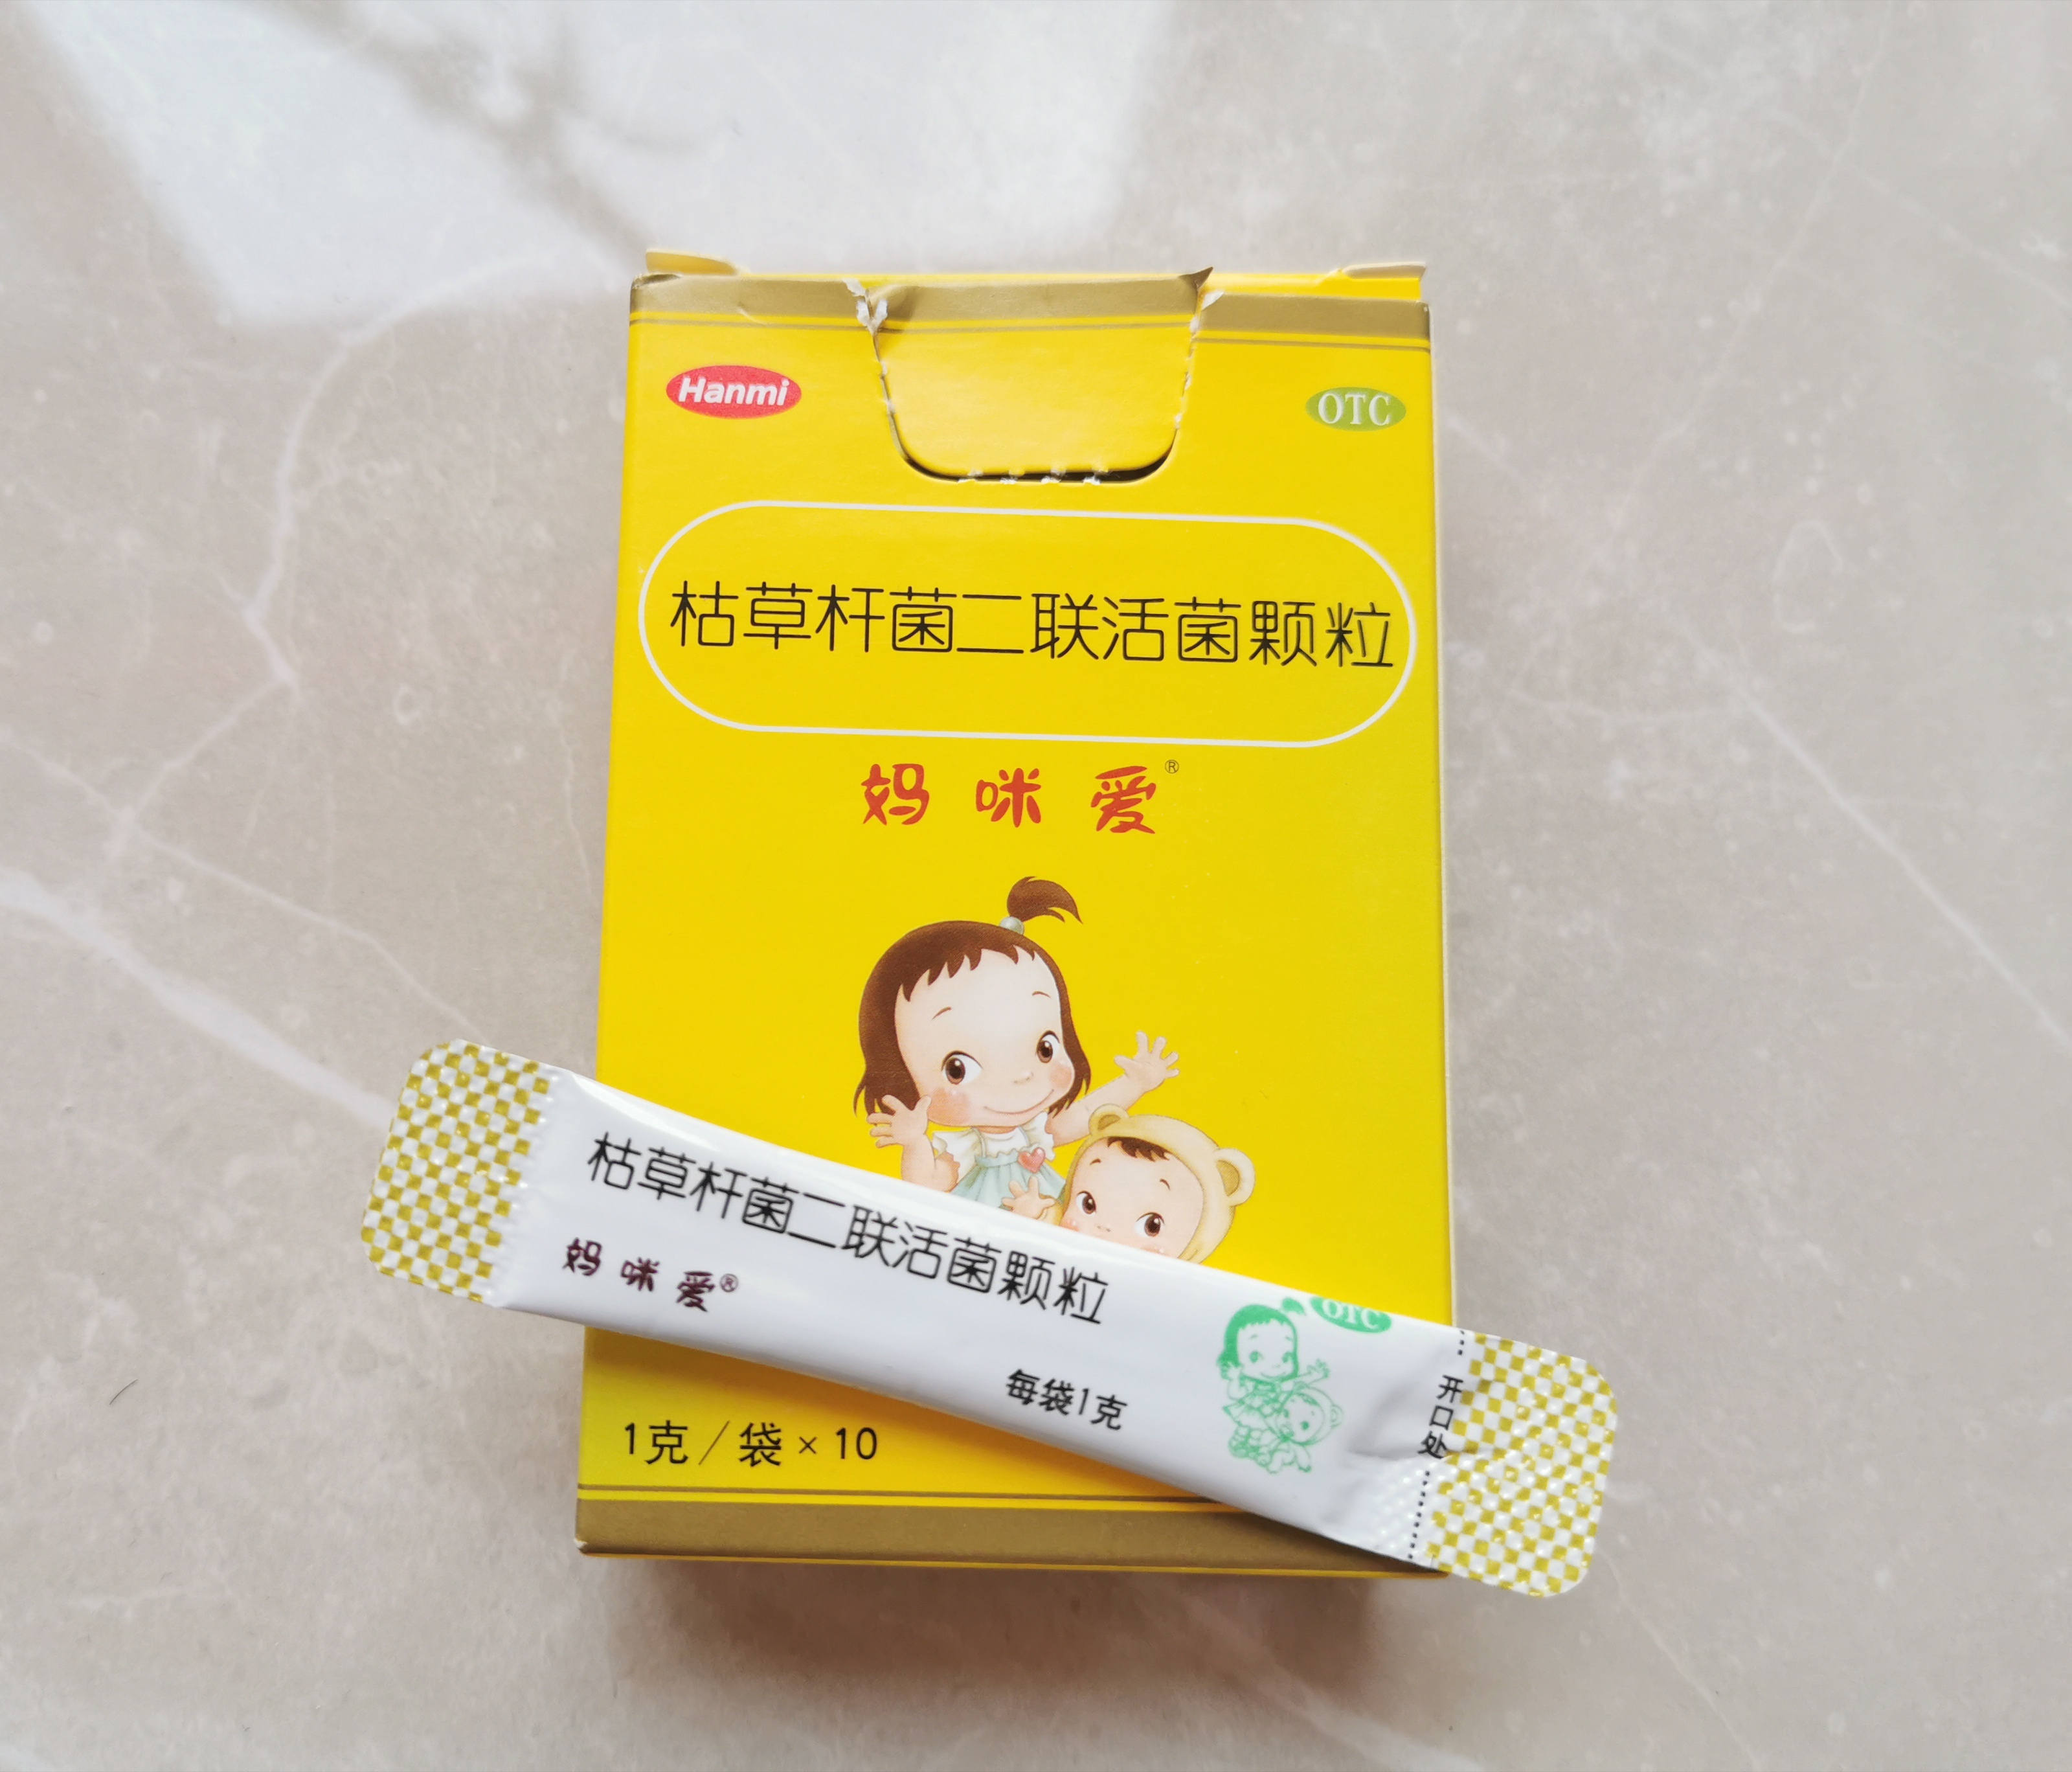 Hanmi
OTC
枯草杆菌二联活菌颗粒
妈咪爱®
枯草杆菌二联活菌颗粒
妈咪爱®
OTC
每袋1克
开口处
1克/袋×10